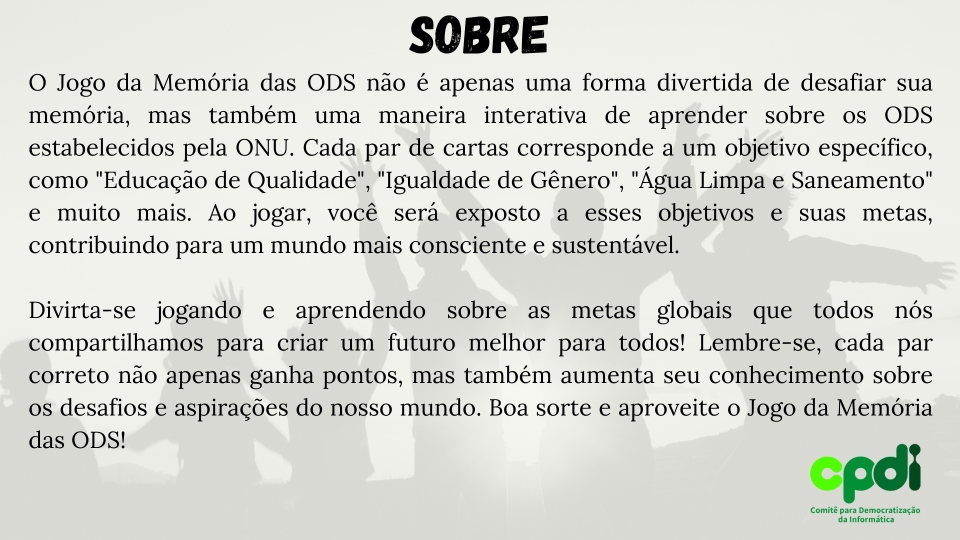 SOBRE
O Jogo da Memória das ODS não é apenas uma forma divertida de desafiar sua
memória, mas também uma maneira interativa de aprender sobre os ODS
estabelecidos pela ONU. Cada par de cartas corresponde a um objetivo específico,
como "Educação de Qualidade", "Igualdade de Gênero", "Água Limpa e Saneamento"
e muito mais. Ao jogar, você será exposto a esses objetivos e suas metas,
contribuindo para um mundo mais consciente e sustentável.
Divirta-se jogando e aprendendo sobre as metas globais que todos nós
compartilhamos para criar um futuro melhor para todos! Lembre-se, cada par
correto não apenas ganha pontos, mas também aumenta seu conhecimento sobre
os desafios e aspirações do nosso mundo. Boa sorte e aproveite o Jogo da Memória
das ODS!
cpdi
Comitê para Democratização
da Informática